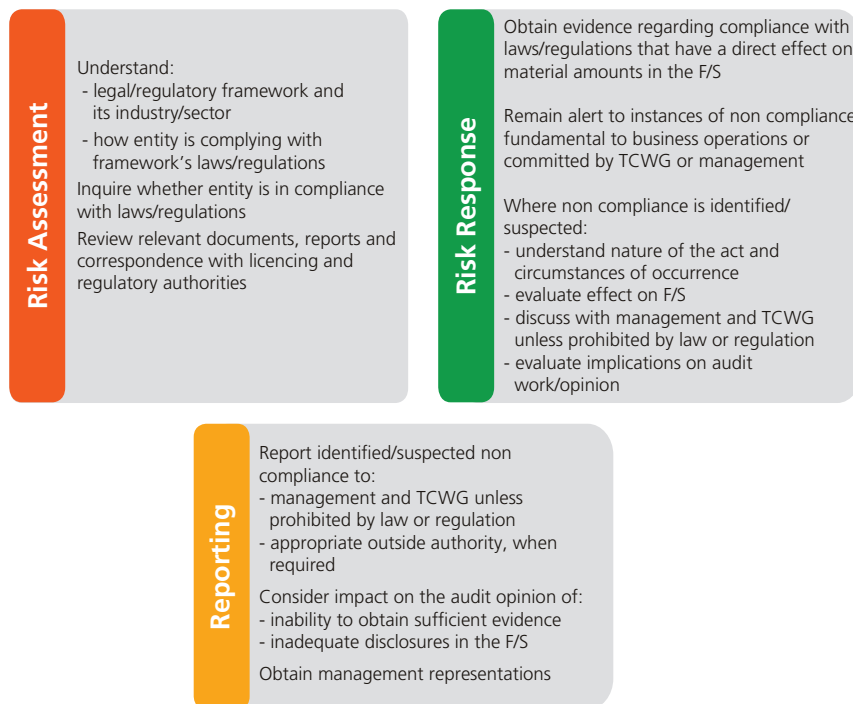 Risk Assessment
Understand:
- legal/regulatory framework and
its industry/sector
- how entity is complying with
framework's laws/regulations
Inquire whether entity is in compliance
with laws/regulations
Review relevant documents, reports and
correspondence with licencing and
regulatory authorities
Risk Response
Obtain evidence regarding compliance with
laws/regulations that have a direct effect on
material amounts in the F/S
Remain alert to instances of non compliance
fundamental to business operations or
committed by TCWG or management
Where non compliance is identified/
suspected:
- understand nature of the act and
circumstances of occurrence
- evaluate effect on F/S
- discuss with management and TCWG
unless prohibited by law or regulation
- evaluate implications on audit
work/opinion
Reporting
Report identified/suspected non
compliance to:
- management and TCWG unless
prohibited by law or regulation
- appropriate outside authority, when
required
Consider impact on the audit opinion of:
- inability to obtain sufficient evidence
- inadequate disclosures in the F/S
Obtain management representations